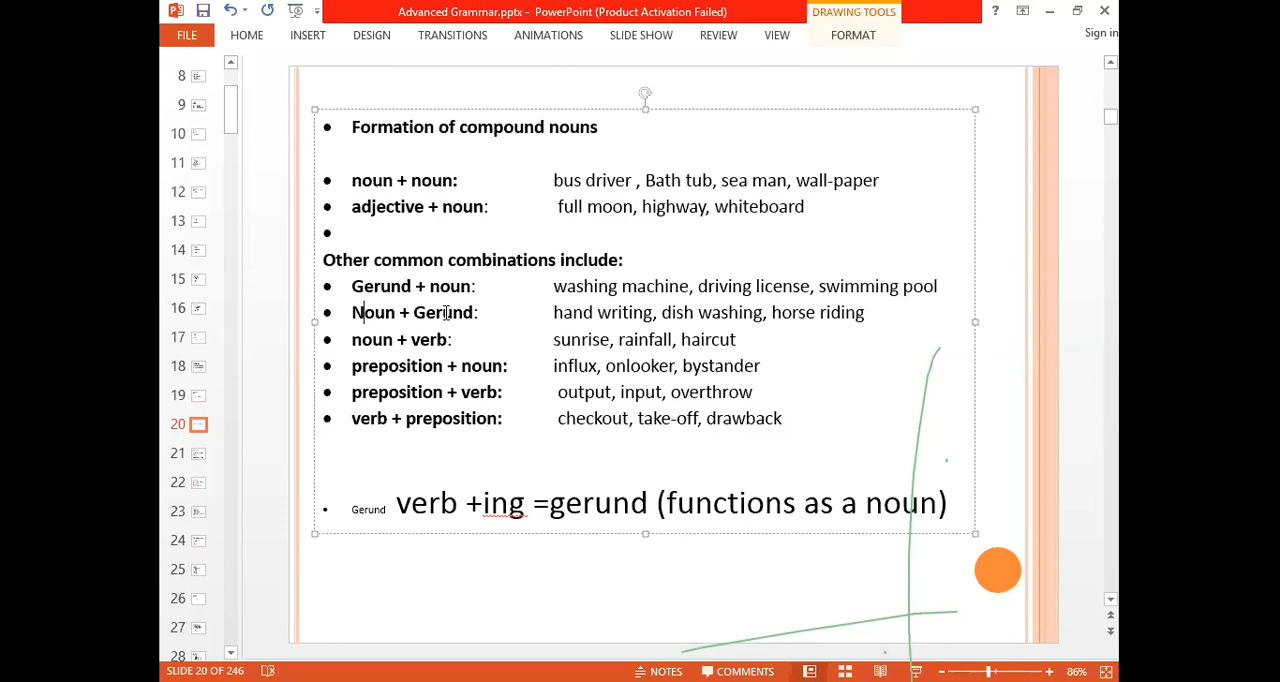 Advanced Grammar.pptx - PowerPoint (Product Activation Failed)
DRAWING TOOLS
?
FILE HOME INSERT DESIGN TRANSITIONS ANIMATIONS SLIDE SHOW REVIEW VIEW FORMAT Sign in
8
9
10
11
12
13
14
15
16
17
18
19
20
21
22
23
24
25
26
27
28
• Formation of compound nouns
• noun + noun: bus driver , Bath tub, sea man, wall-paper
• adjective + noun: full moon, highway, whiteboard
•
Other common combinations include:
• Gerund + noun: washing machine, driving license, swimming pool
• Noun + Gerund: hand writing, dish washing, horse riding
• noun + verb: sunrise, rainfall, haircut
• preposition + noun: influx, onlooker, bystander
• preposition + verb: output, input, overthrow
• verb + preposition: checkout, take-off, drawback
• Gerund verb +ing =gerund (functions as a noun)
SLIDE 20 OF 246 NOTES COMMENTS 86%